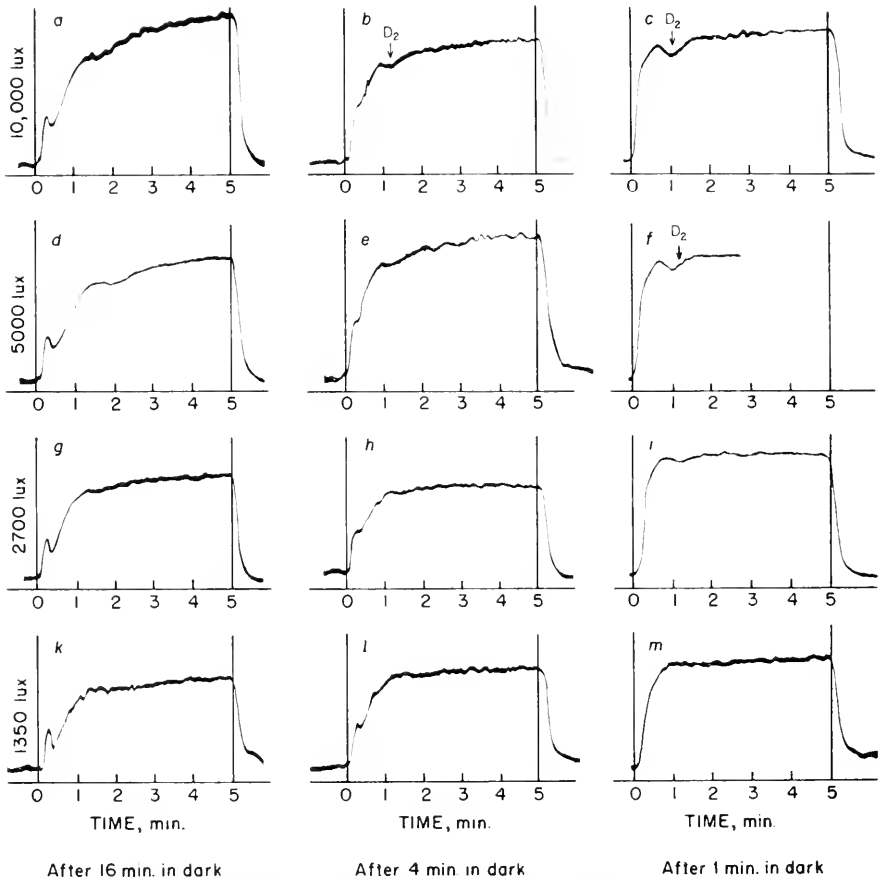 a
b
D₂
c
D₂
10,000 lux
0 1 2 3 4 5
0 1 2 3 4 5
0 1 2 3 4 5
d
e
f
D₂
5000 lux
0 1 2 3 4 5
0 1 2 3 4 5
0 1 2 3 4 5
g
h
i
2700 lux
0 1 2 3 4 5
0 1 2 3 4 5
0 1 2 3 4 5
k
l
m
1350 lux
0 1 2 3 4 5
0 1 2 3 4 5
0 1 2 3 4 5
TIME, min.
TIME, min.
TIME, min.
After 16 min. in dark
After 4 min. in dark
After 1 min. in dark